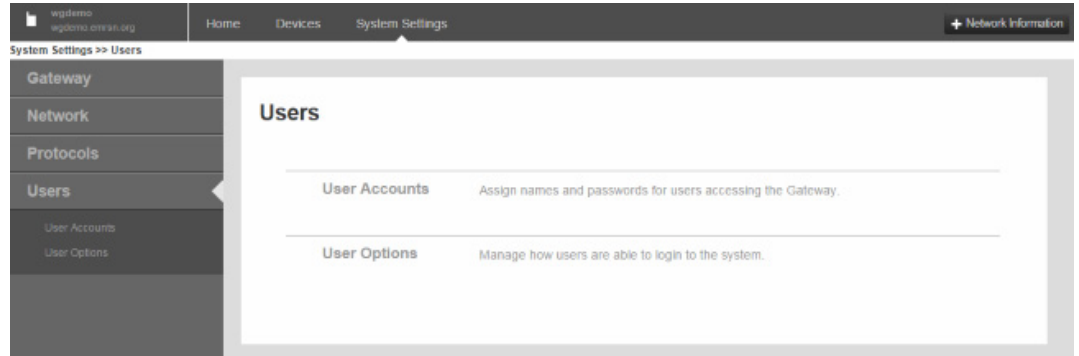 wgdemo
wgdemo.emrsn.org
Home Devices System Settings
Network Information
System Settings >> Users
Gateway
Network
Protocols
Users
User Accounts
User Options
Users
User Accounts Assign names and passwords for users accessing the Gateway.
User Options Manage how users are able to login to the system.